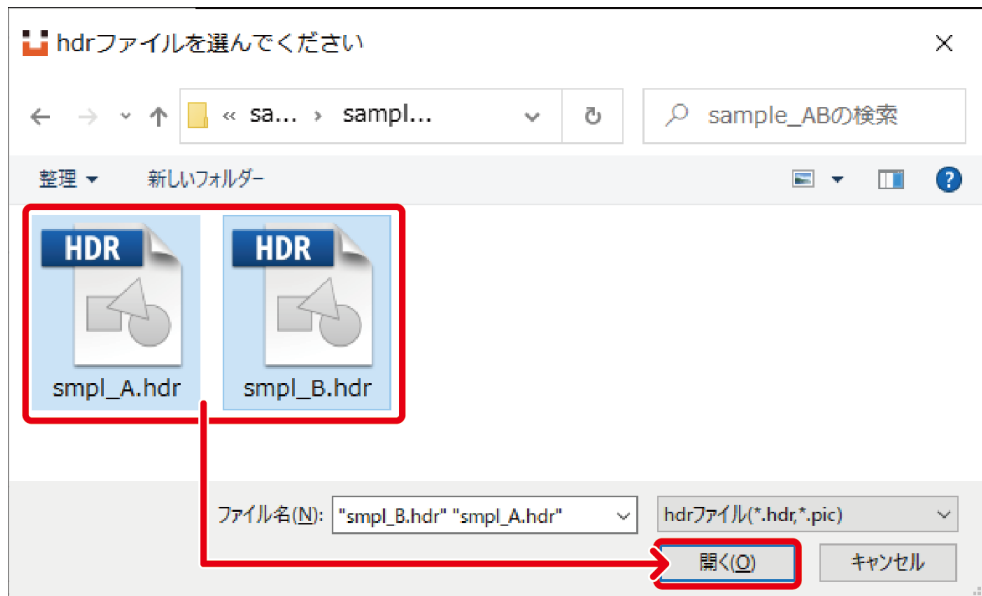 hdrファイルを選んでください
« sa... › sampl...
sample_ABの検索
整理
新しいフォルダー
?
HDR
HDR
smpl_A.hdr
smpl_B.hdr
ファイル名(N): "smpl_B.hdr" "smpl_A.hdr"
hdrファイル(*.hdr,*.pic)
開く(O)
キャンセル